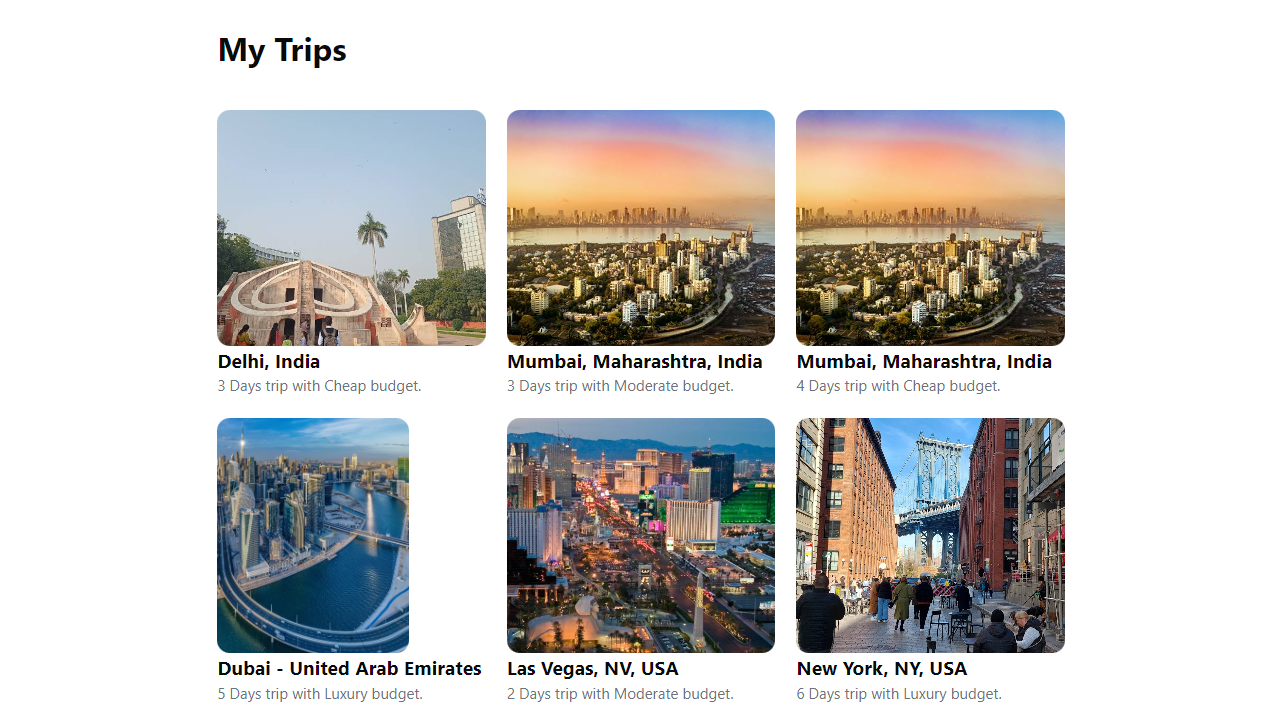 My Trips
Delhi, India
3 Days trip with Cheap budget.
Mumbai, Maharashtra, India
3 Days trip with Moderate budget.
Mumbai, Maharashtra, India
4 Days trip with Cheap budget.
Dubai - United Arab Emirates
5 Days trip with Luxury budget.
Las Vegas, NV, USA
2 Days trip with Moderate budget.
New York, NY, USA
6 Days trip with Luxury budget.